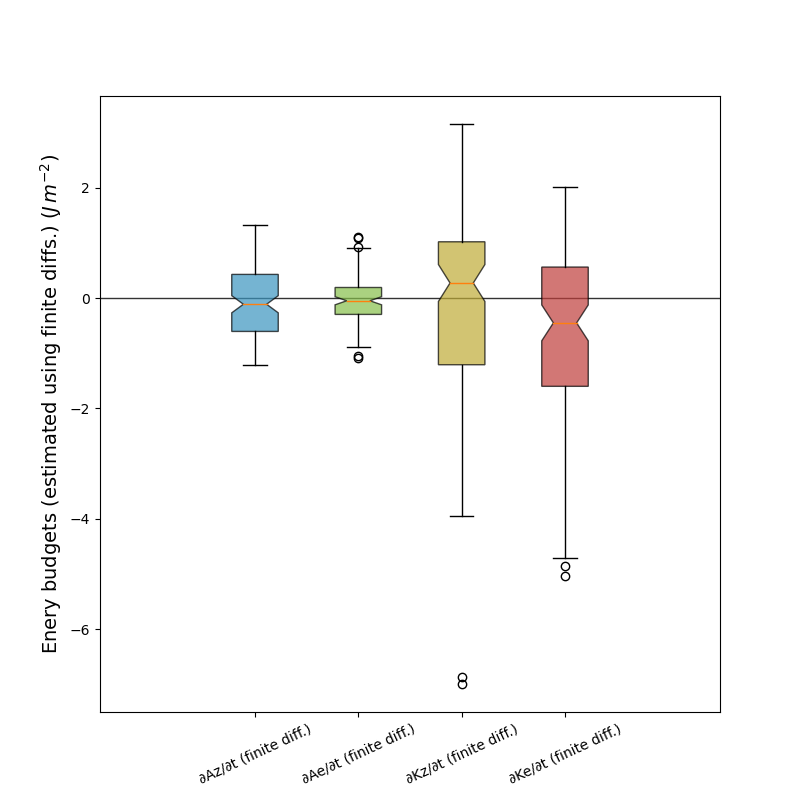 Enery budgets (estimated using finite diffs.) (J m⁻²)
2
0
−2
−4
−6
∂Az/∂t (finite diff.)
∂Ae/∂t (finite diff.)
∂Kz/∂t (finite diff.)
∂Ke/∂t (finite diff.)